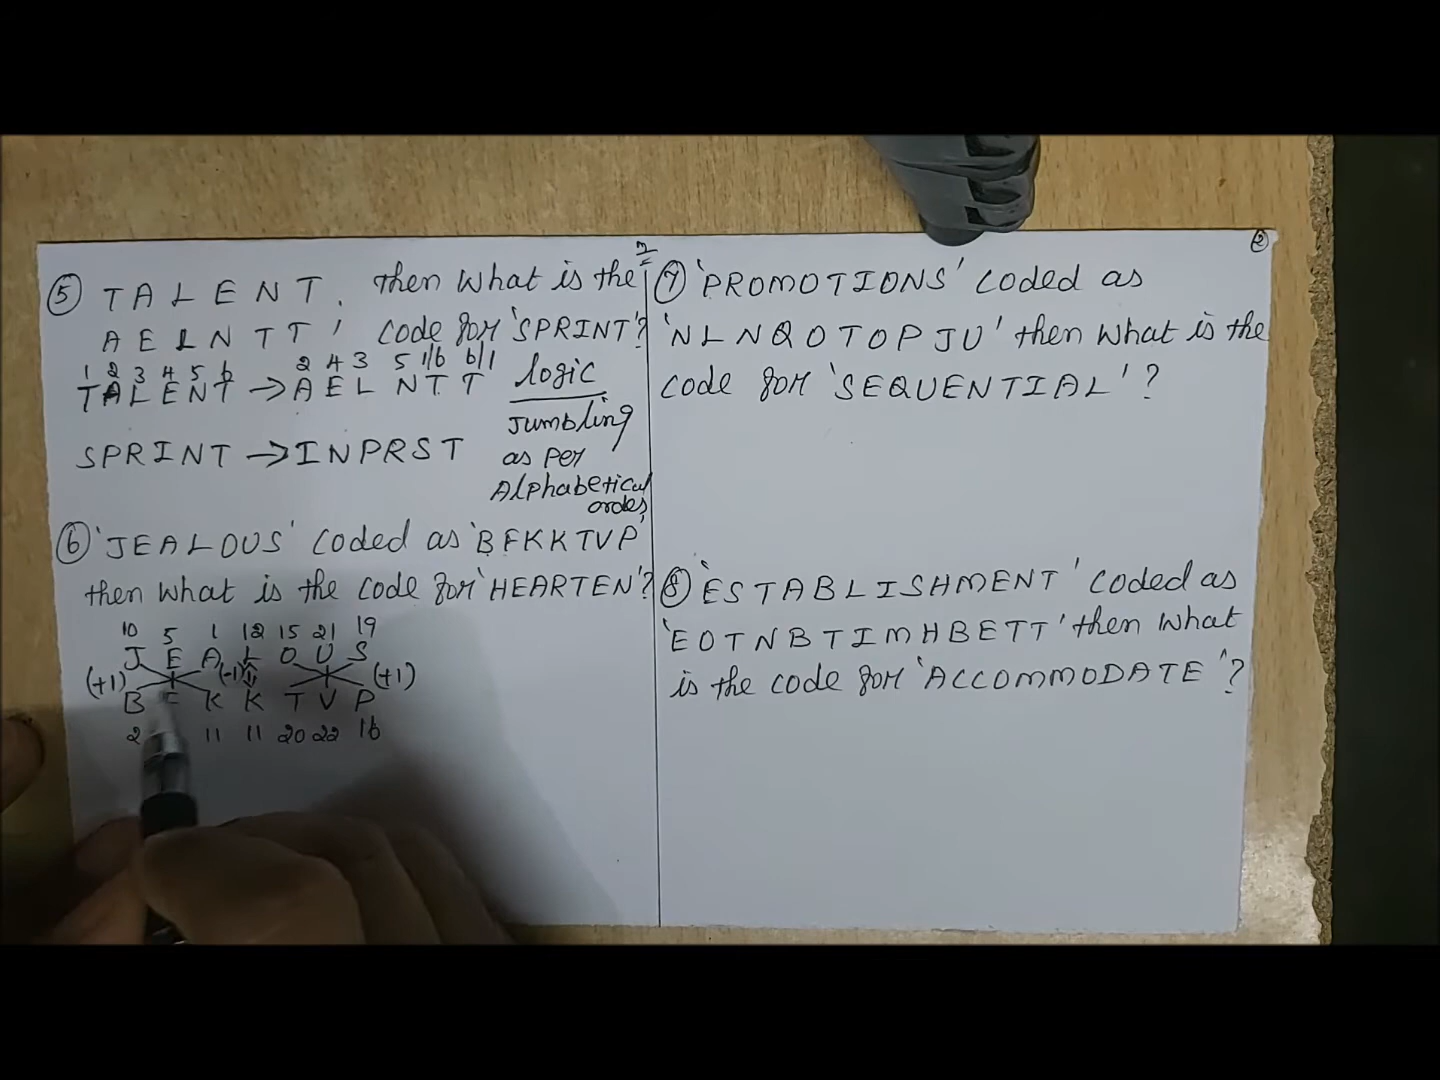 2
⑤ TALENT, then what is the
AELNTT' code for 'SPRINT'?
1 2 3 4 5 6 2 4 3 5 1/6 6/1
TALENT → AELNTT logic
Jumbling
SPRINT → INPRST as per
Alphabetical
order
⑥ 'JEALOUS' coded as 'BFKKTVP'
then what is the code for 'HEARTEN'?
10 5 1 12 15 21 19
J E A L O U S
(+1) (-1) (+1)
B F K K T V P
2 11 11 20 22 16
②
⑦ 'PROMOTIONS' coded as
'NLNQOTOPJU' then what is the
code for 'SEQUENTIAL'?
⑧ 'ESTABLISHMENT' coded as
'EOTNBTIMHBETT' then what
is the code for 'ACCOMMODATE'?